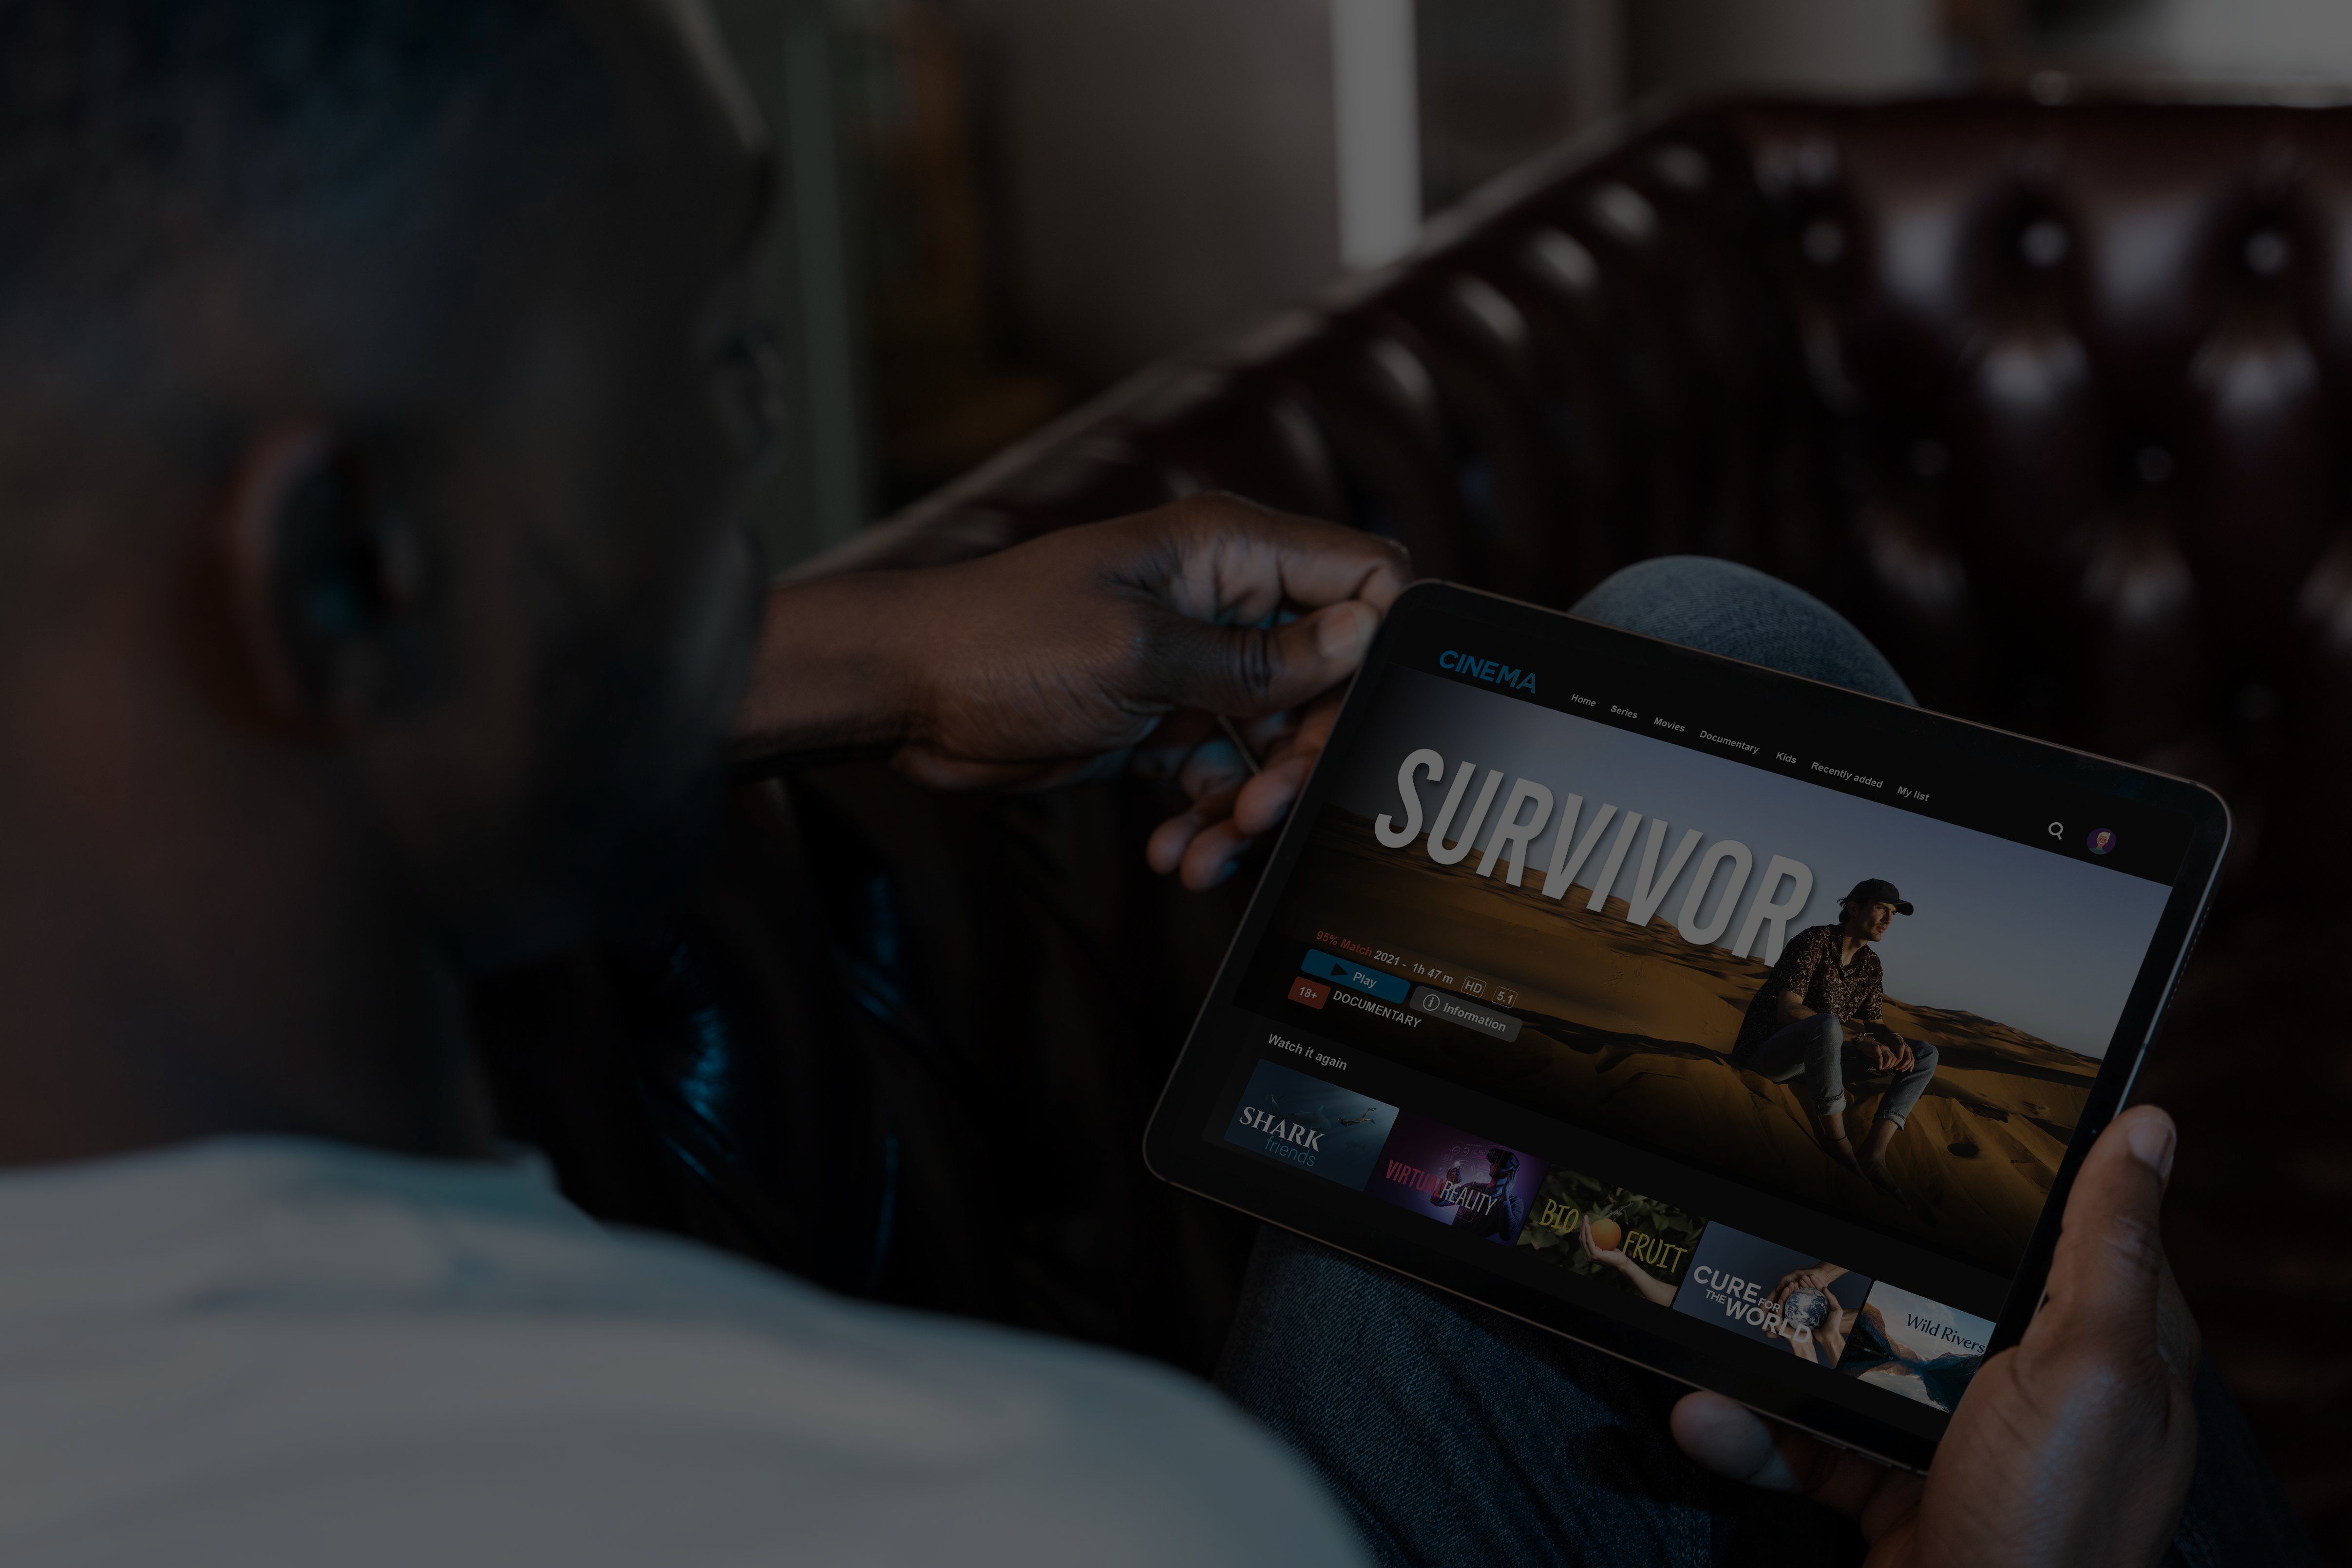 CINEMA
Home Series Movies Documentary Kids Recently added My list
SURVIVOR
95% Match 2021 - 1h 47 m HD 5.1
Play
Information
18+ DOCUMENTARY
Watch it again
SHARK
friends
VIRTUAL
REALITY
BIO
FRUIT
CURE
FOR
THE
WORLD
Wild Rivers